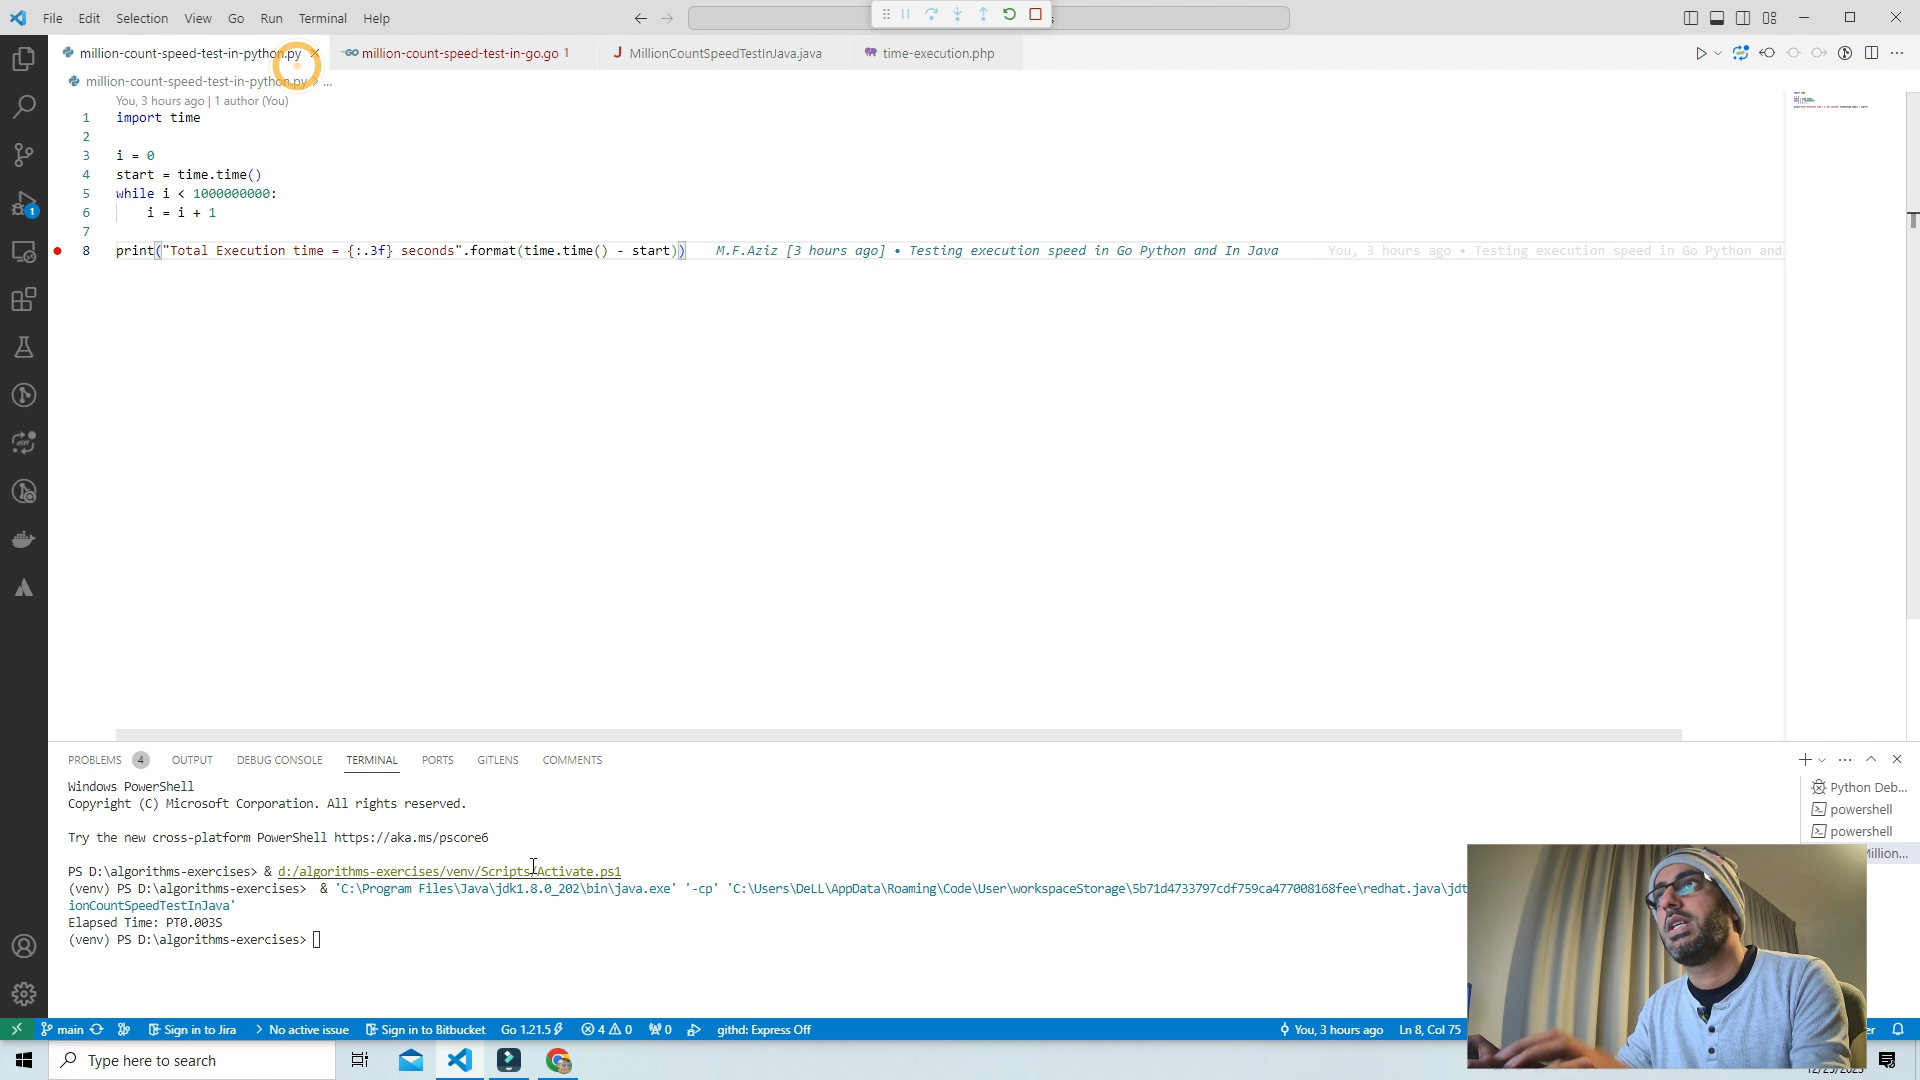 File Edit Selection View Go Run Terminal Help
million-count-speed-test-in-python.py million-count-speed-test-in-go.go 1 MillionCountSpeedTestInJava.java time-execution.php
million-count-speed-test-in-python.py > ...
You, 3 hours ago | 1 author (You)
1 import time
2
3 i = 0
4 start = time.time()
5 while i < 1000000000:
6 i = i + 1
7
8 print("Total Execution time = {:.3f} seconds".format(time.time() - start)) M.F.Aziz [3 hours ago] • Testing execution speed in Go Python and In Java You, 3 hours ago • Testing execution speed in Go Python and
1
PROBLEMS 4 OUTPUT DEBUG CONSOLE TERMINAL PORTS GITLENS COMMENTS
Windows PowerShell
Copyright (C) Microsoft Corporation. All rights reserved.
Try the new cross-platform PowerShell https://aka.ms/pscore6
PS D:\algorithms-exercises> & d:/algorithms-exercises/venv/Scripts/Activate.ps1
(venv) PS D:\algorithms-exercises> & 'C:\Program Files\Java\jdk1.8.0_202\bin\java.exe' '-cp' 'C:\Users\DeLL\AppData\Roaming\Code\User\workspaceStorage\5b71d4733797cdf759ca477008168fee\redhat.java\jdt
ionCountSpeedTestInJava'
Elapsed Time: PT0.003S
(venv) PS D:\algorithms-exercises>
Python Deb...
powershell
powershell
main Sign in to Jira > No active issue Sign in to Bitbucket Go 1.21.5 4 0 0 githd: Express Off You, 3 hours ago Ln 8, Col 75
Type here to search